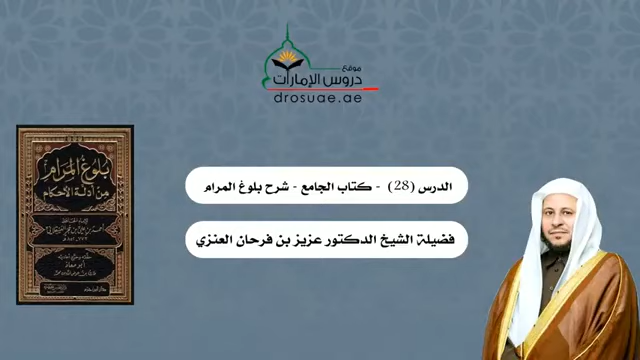 موقع
دروس الإمارات
drosuae.ae
الدرس (28) - كتاب الجامع - شرح بلوغ المرام
فضيلة الشيخ الدكتور عزيز بن فرحان العنزي
بلوغ المرام
من أدلة الأحكام